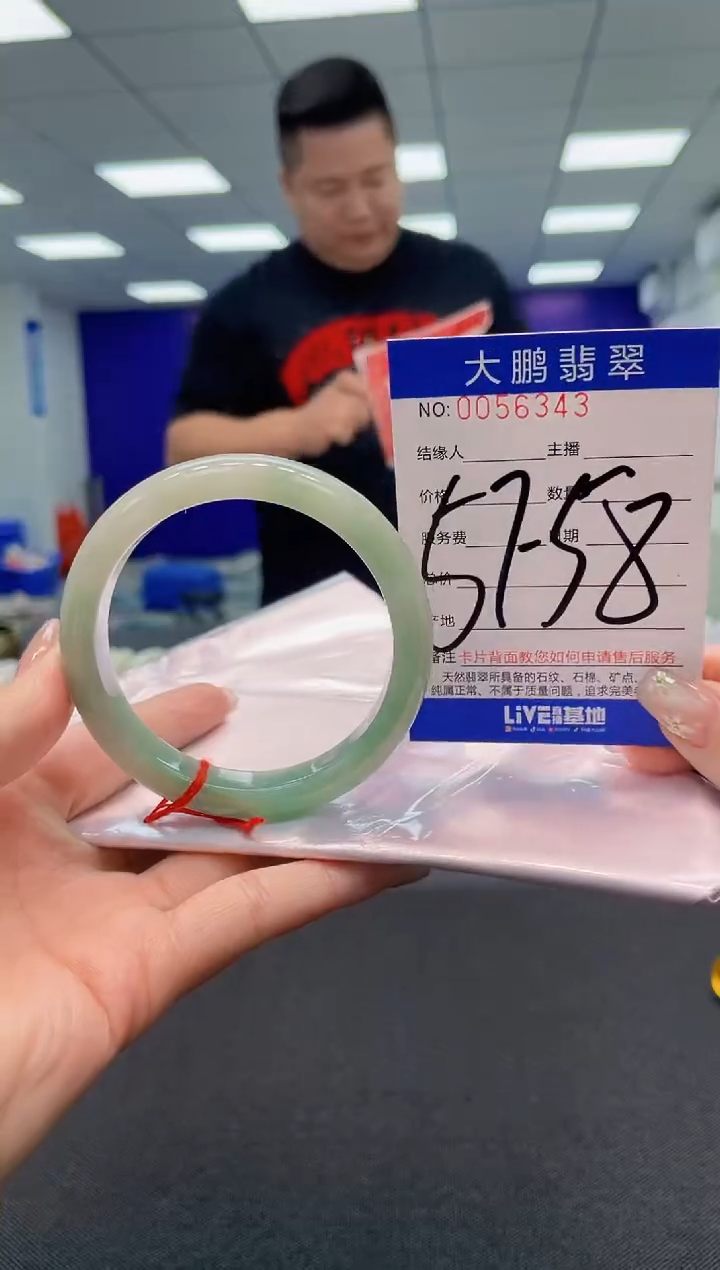 大鹏翡翠
NO: 0056343
结缘人 主播
价格 数量
57-58
服务费 日期
总价
产地
备注 卡片背面教您如何申请售后服务
天然翡翠所具备的石纹、石棉、矿点、
纯属正常、不属于质量问题，追求完美
LiVE 基地